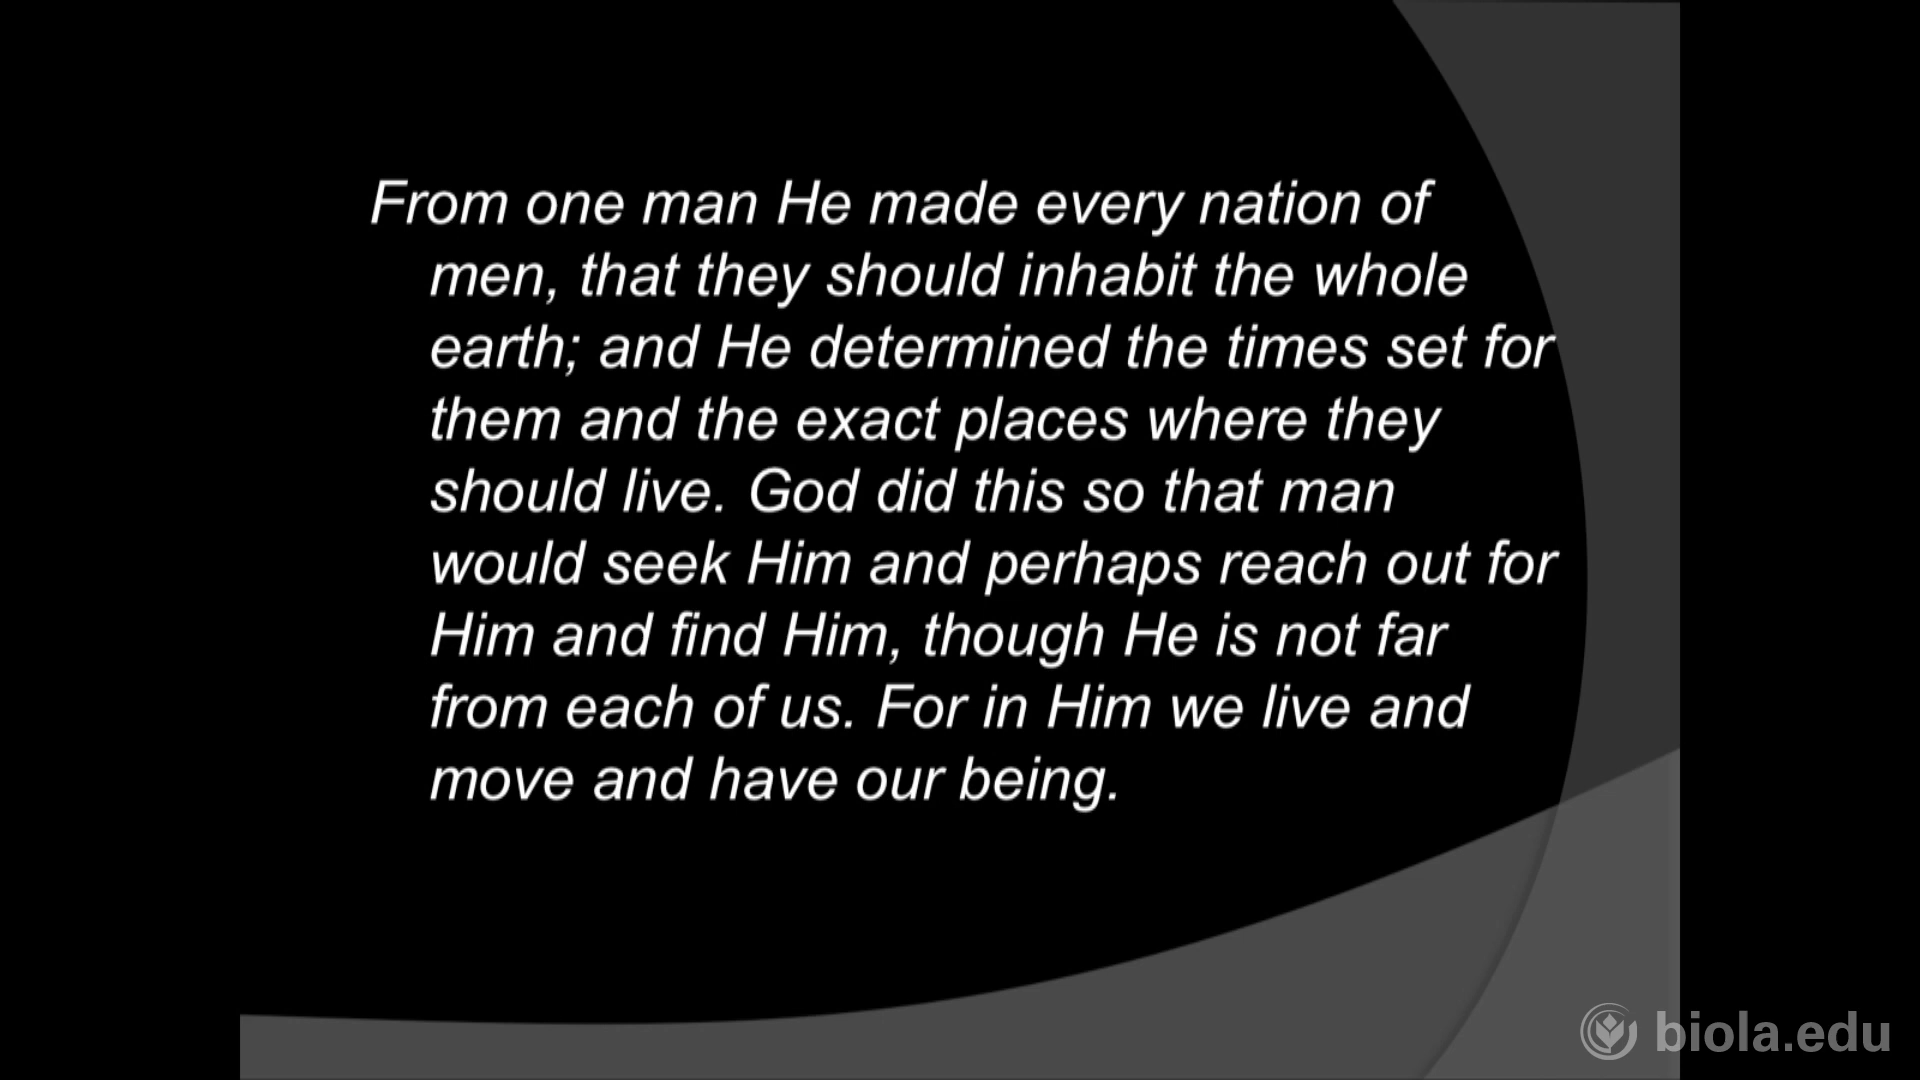 From one man He made every nation of
men, that they should inhabit the whole
earth; and He determined the times set for
them and the exact places where they
should live. God did this so that man
would seek Him and perhaps reach out for
Him and find Him, though He is not far
from each of us. For in Him we live and
move and have our being.
biola.edu